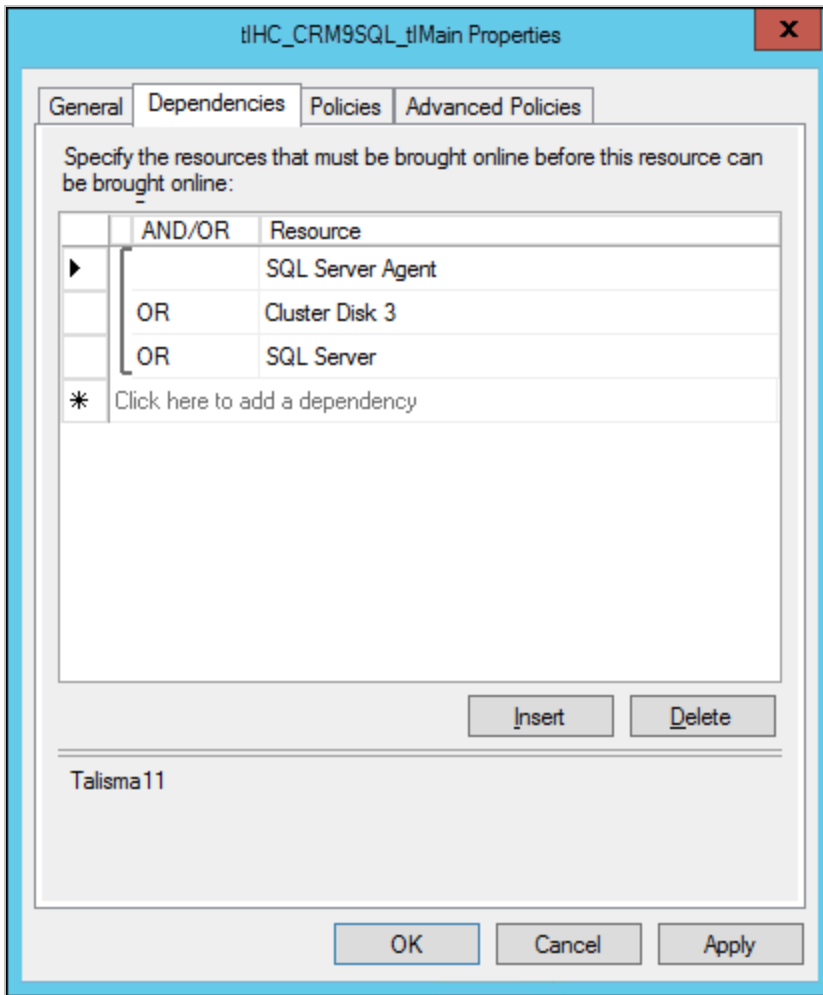 tlHC_CRM9SQL_tlMain Properties
x
General Dependencies Policies Advanced Policies
Specify the resources that must be brought online before this resource can
be brought online:
AND/OR Resource
SQL Server Agent
OR Cluster Disk 3
OR SQL Server
Click here to add a dependency
Insert Delete
Talisma11
OK Cancel Apply